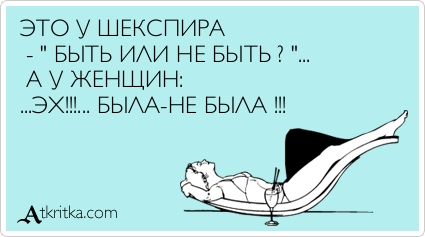 ЭТО У ШЕКСПИРА
- " БЫТЬ ИЛИ НЕ БЫТЬ ? "...
А У ЖЕНЩИН:
...ЭХ!!!... БЫЛА-НЕ БЫЛА !!!
Atkritka.com